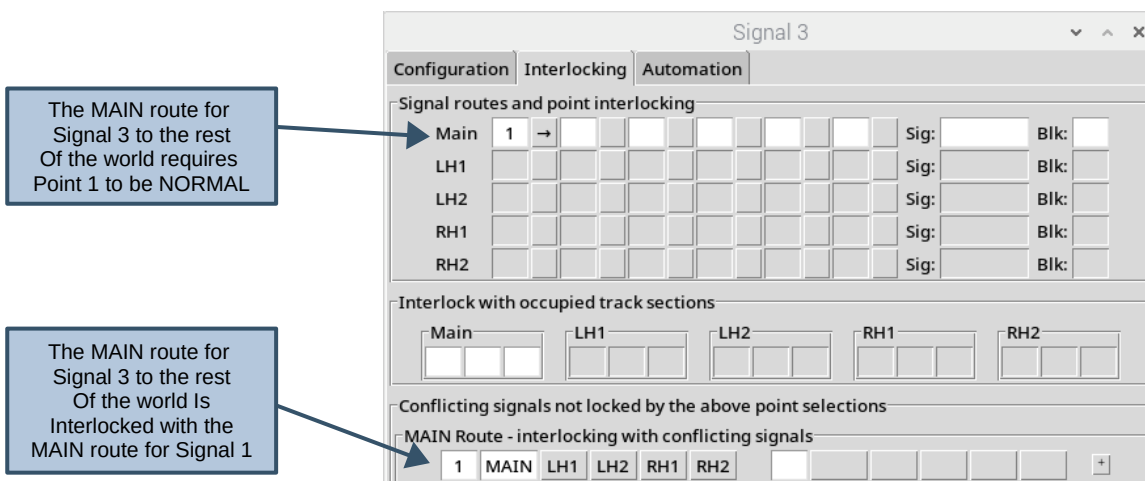 Signal 3
Configuration Interlocking Automation
The MAIN route for
Signal 3 to the rest
Of the world requires
Point 1 to be NORMAL
Signal routes and point interlocking
Main 1 → Sig: Blk:
LH1 Sig: Blk:
LH2 Sig: Blk:
RH1 Sig: Blk:
RH2 Sig: Blk:
Interlock with occupied track sections
Main LH1 LH2 RH1 RH2
The MAIN route for
Signal 3 to the rest
Of the world Is
Interlocked with the
MAIN route for Signal 1
Conflicting signals not locked by the above point selections
MAIN Route - interlocking with conflicting signals
1 MAIN LH1 LH2 RH1 RH2 +